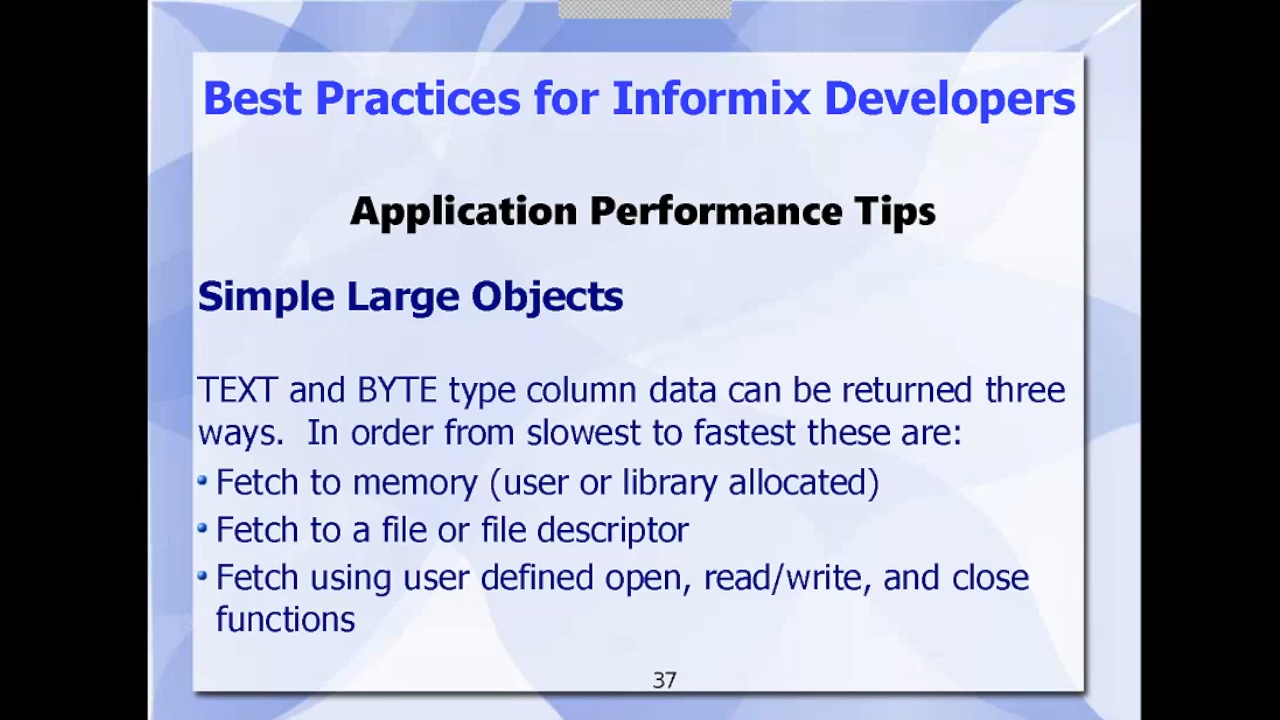 Best Practices for Informix Developers
Application Performance Tips
Simple Large Objects
TEXT and BYTE type column data can be returned three
ways.  In order from slowest to fastest these are:
• Fetch to memory (user or library allocated)
• Fetch to a file or file descriptor
• Fetch using user defined open, read/write, and close
functions
37